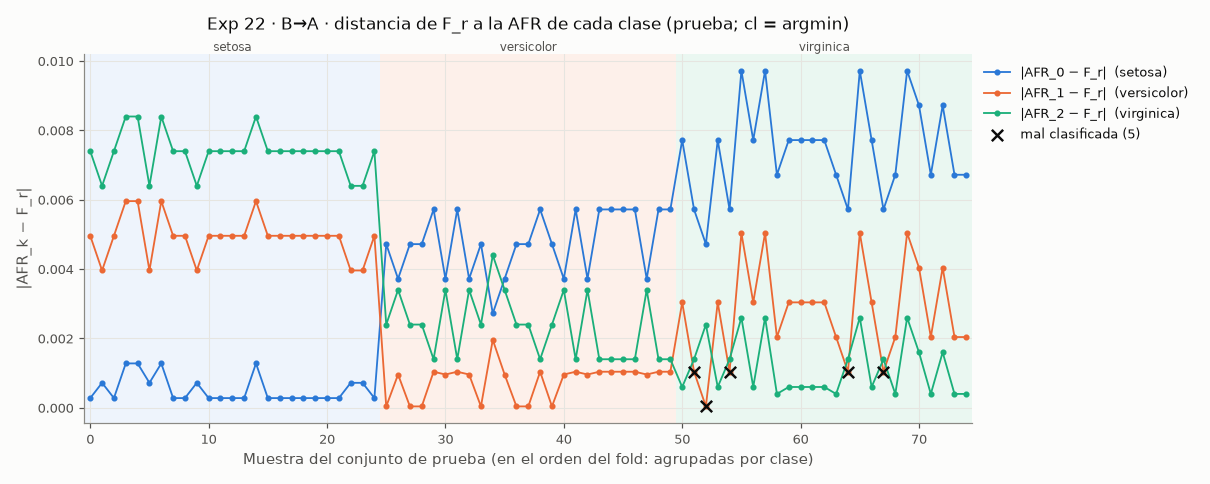 Exp 22 · B→A · distancia de F_r a la AFR de cada clase (prueba; cl = argmin)
setosa
versicolor
virginica
|AFR_0 − F_r| (setosa)
|AFR_1 − F_r| (versicolor)
|AFR_2 − F_r| (virginica)
mal clasificada (5)
|AFR_k − F_r|
0.010
0.008
0.006
0.004
0.002
0.000
0 10 20 30 40 50 60 70
Muestra del conjunto de prueba (en el orden del fold: agrupadas por clase)